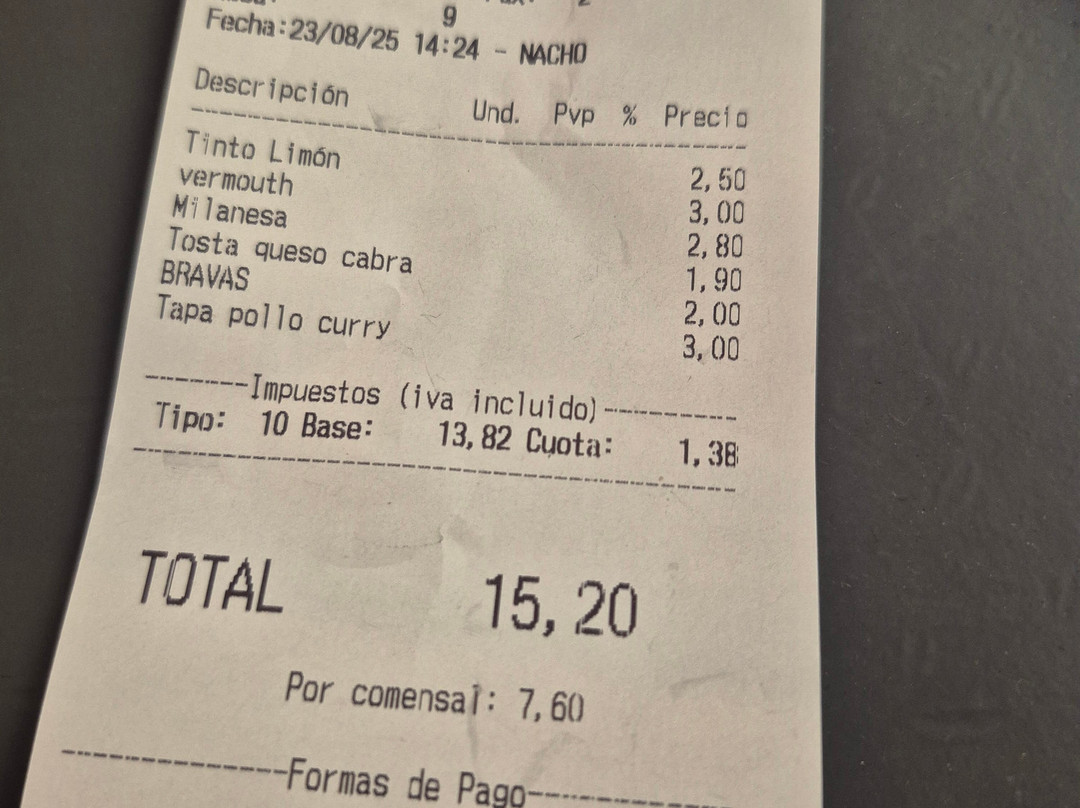 9
Fecha:23/08/25 14:24 - NACHO
Descripción Und. Pvp % Precio
Tinto Limón 2,50
vermouth 3,00
Milanesa 2,80
Tosta queso cabra 1,90
BRAVAS 2,00
Tapa pollo curry 3,00
-------Impuestos (iva incluido)----------
Tipo: 10 Base: 13,82 Cuota: 1,38
TOTAL 15,20
Por comensal: 7,60
---------------Formas de Pago---------------